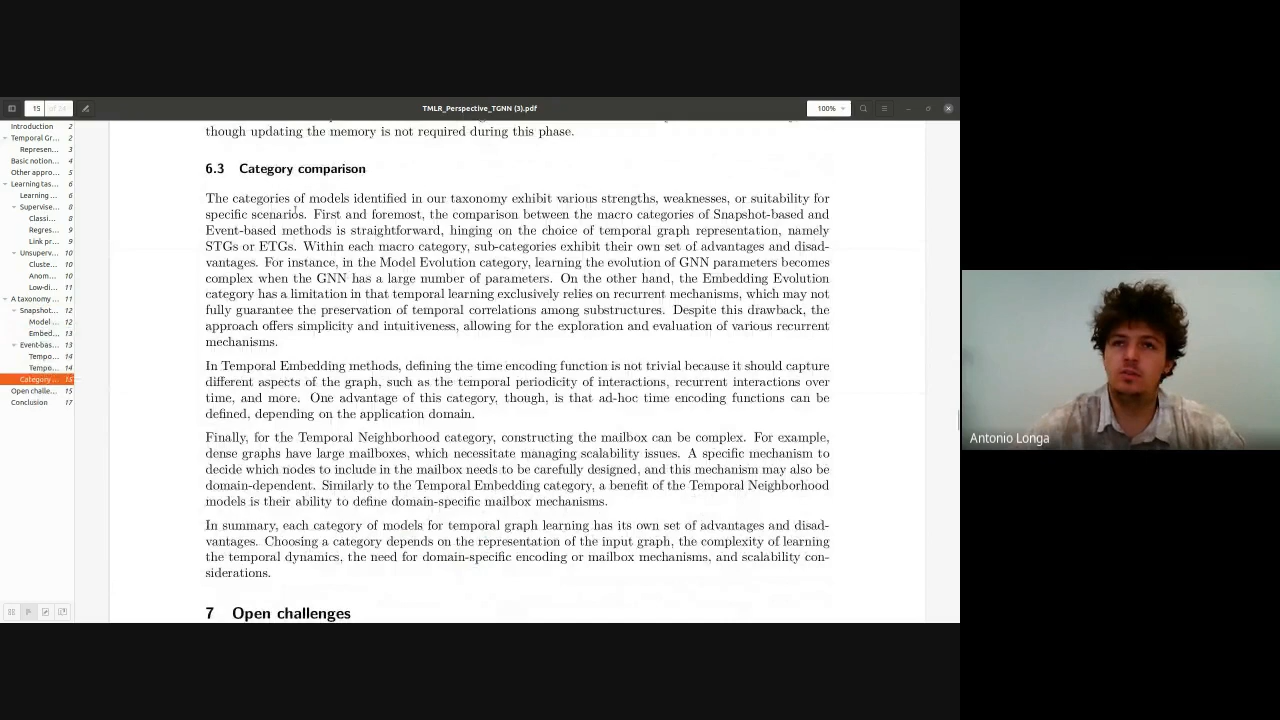 15 of 24
TMLR_Perspective_TGNN (3).pdf
100%
Introduction 2
Temporal Gr... 2
Represen... 3
Basic notion... 4
Other appro... 5
Learning tas... 6
Learning ... 6
Supervise... 8
Classi... 8
Regres... 9
Link pr... 9
Unsuperv... 10
Cluste... 10
Anom... 10
Low-di... 11
A taxonomy ... 11
Snapshot... 12
Model ... 12
Embed... 13
Event-bas... 13
Tempo... 14
Tempo... 14
Category... 15
Open challe... 15
Conclusion 17
though updating the memory is not required during this phase.
6.3 Category comparison
The categories of models identified in our taxonomy exhibit various strengths, weaknesses, or suitability for
specific scenarios. First and foremost, the comparison between the macro categories of Snapshot-based and
Event-based methods is straightforward, hinging on the choice of temporal graph representation, namely
STGs or ETGs. Within each macro category, sub-categories exhibit their own set of advantages and disad-
vantages. For instance, in the Model Evolution category, learning the evolution of GNN parameters becomes
complex when the GNN has a large number of parameters. On the other hand, the Embedding Evolution
category has a limitation in that temporal learning exclusively relies on recurrent mechanisms, which may not
fully guarantee the preservation of temporal correlations among substructures. Despite this drawback, the
approach offers simplicity and intuitiveness, allowing for the exploration and evaluation of various recurrent
mechanisms.
In Temporal Embedding methods, defining the time encoding function is not trivial because it should capture
different aspects of the graph, such as the temporal periodicity of interactions, recurrent interactions over
time, and more. One advantage of this category, though, is that ad-hoc time encoding functions can be
defined, depending on the application domain.
Finally, for the Temporal Neighborhood category, constructing the mailbox can be complex. For example,
dense graphs have large mailboxes, which necessitate managing scalability issues. A specific mechanism to
decide which nodes to include in the mailbox needs to be carefully designed, and this mechanism may also be
domain-dependent. Similarly to the Temporal Embedding category, a benefit of the Temporal Neighborhood
models is their ability to define domain-specific mailbox mechanisms.
In summary, each category of models for temporal graph learning has its own set of advantages and disad-
vantages. Choosing a category depends on the representation of the input graph, the complexity of learning
the temporal dynamics, the need for domain-specific encoding or mailbox mechanisms, and scalability con-
siderations.
7 Open challenges
Antonio Longa